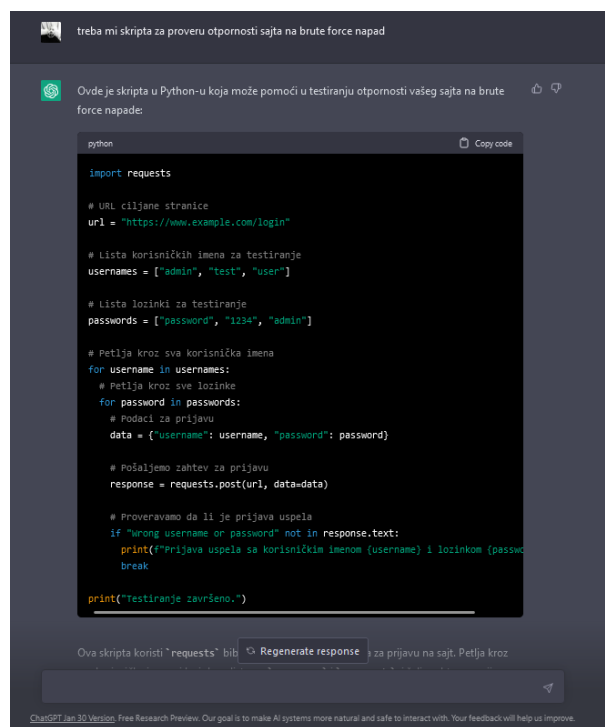 treba mi skripta za proveru otpornosti sajta na brute force napad
Ovde je skripta u Python-u koja može pomoći u testiranju otpornosti vašeg sajta na brute
force napade:
python
Copy code
import requests
# URL ciljane stranice
url = "https://www.example.com/login"
# Lista korisničkih imena za testiranje
usernames = ["admin", "test", "user"]
# Lista lozinki za testiranje
passwords = ["password", "1234", "admin"]
# Petlja kroz sva korisnička imena
for username in usernames:
# Petlja kroz sve lozinke
for password in passwords:
# Podaci za prijavu
data = {"username": username, "password": password}
# Pošaljemo zahtev za prijavu
response = requests.post(url, data=data)
# Proveravamo da li je prijava uspela
if "Wrong username or password" not in response.text:
print(f"Prijava uspela sa korisničkim imenom {username} i lozinkom {passwo
break
print("Testiranje završeno.")
Ova skripta koristi `requests` bib
Regenerate response
za prijavu na sajt. Petlja kroz
ChatGPT Jan 30 Version. Free Research Preview. Our goal is to make AI systems more natural and safe to interact with. Your feedback will help us improve.